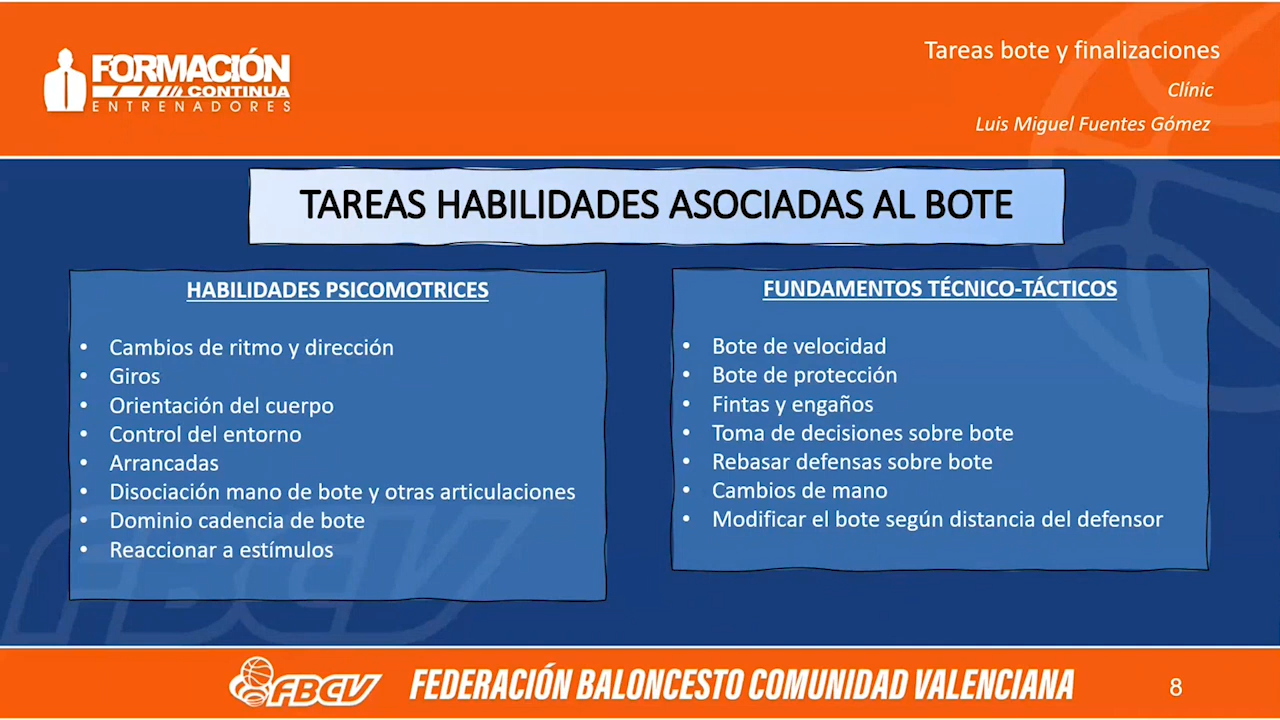 FORMACIÓN
CONTINUA
ENTRENADORES
Tareas bote y finalizaciones
Clínic
Luis Miguel Fuentes Gómez
TAREAS HABILIDADES ASOCIADAS AL BOTE
HABILIDADES PSICOMOTRICES
• Cambios de ritmo y dirección
• Giros
• Orientación del cuerpo
• Control del entorno
• Arrancadas
• Disociación mano de bote y otras articulaciones
• Dominio cadencia de bote
• Reaccionar a estímulos
FUNDAMENTOS TÉCNICO-TÁCTICOS
• Bote de velocidad
• Bote de protección
• Fintas y engaños
• Toma de decisiones sobre bote
• Rebasar defensas sobre bote
• Cambios de mano
• Modificar el bote según distancia del defensor
FBCV
FBCV
FEDERACIÓN BALONCESTO COMUNIDAD VALENCIANA
8